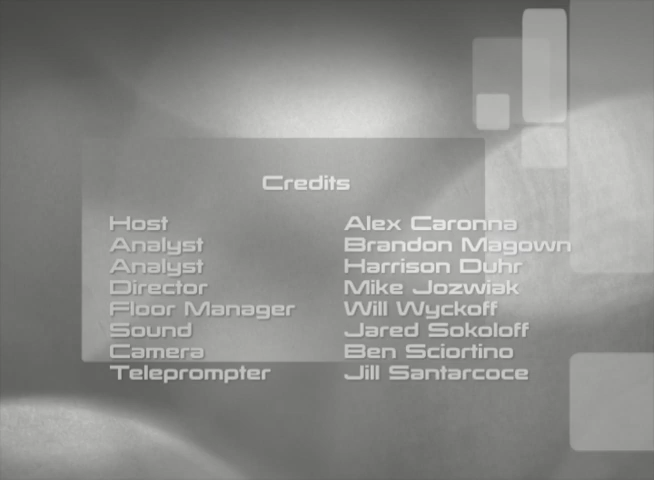 Credits
Host Alex Caronna
Analyst Brandon Magown
Analyst Harrison Duhr
Director Mike Jozwiak
Floor Manager Will Wyckoff
Sound Jared Sokoloff
Camera Ben Sciortino
Teleprompter Jill Santarcoce